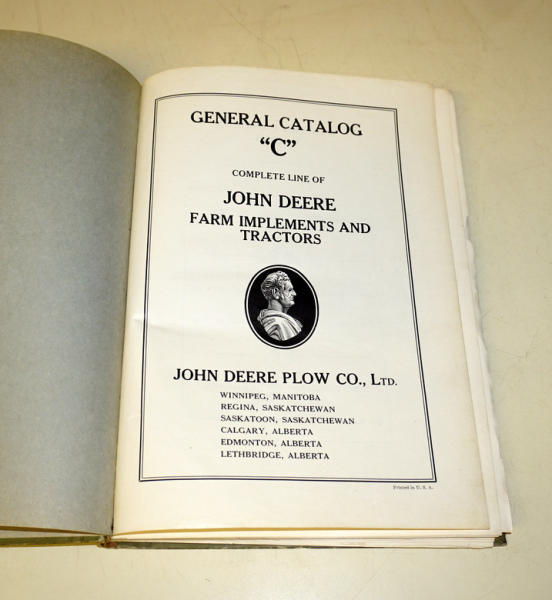 GENERAL CATALOG
"C"
COMPLETE LINE OF
JOHN DEERE
FARM IMPLEMENTS AND
TRACTORS
JOHN DEERE PLOW CO., LTD.
WINNIPEG, MANITOBA
REGINA, SASKATCHEWAN
SASKATOON, SASKATCHEWAN
CALGARY, ALBERTA
EDMONTON, ALBERTA
LETHBRIDGE, ALBERTA
Printed in U. S. A.